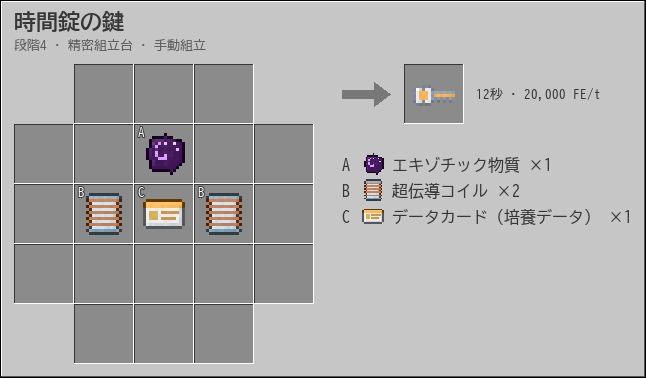 時間錠の鍵
段階4 · 精密組立台 · 手動組立
12秒 · 20,000 FE/t
A
B
C
B
A エキゾチック物質 ×1
B 超伝導コイル ×2
C データカード（培養データ） ×1